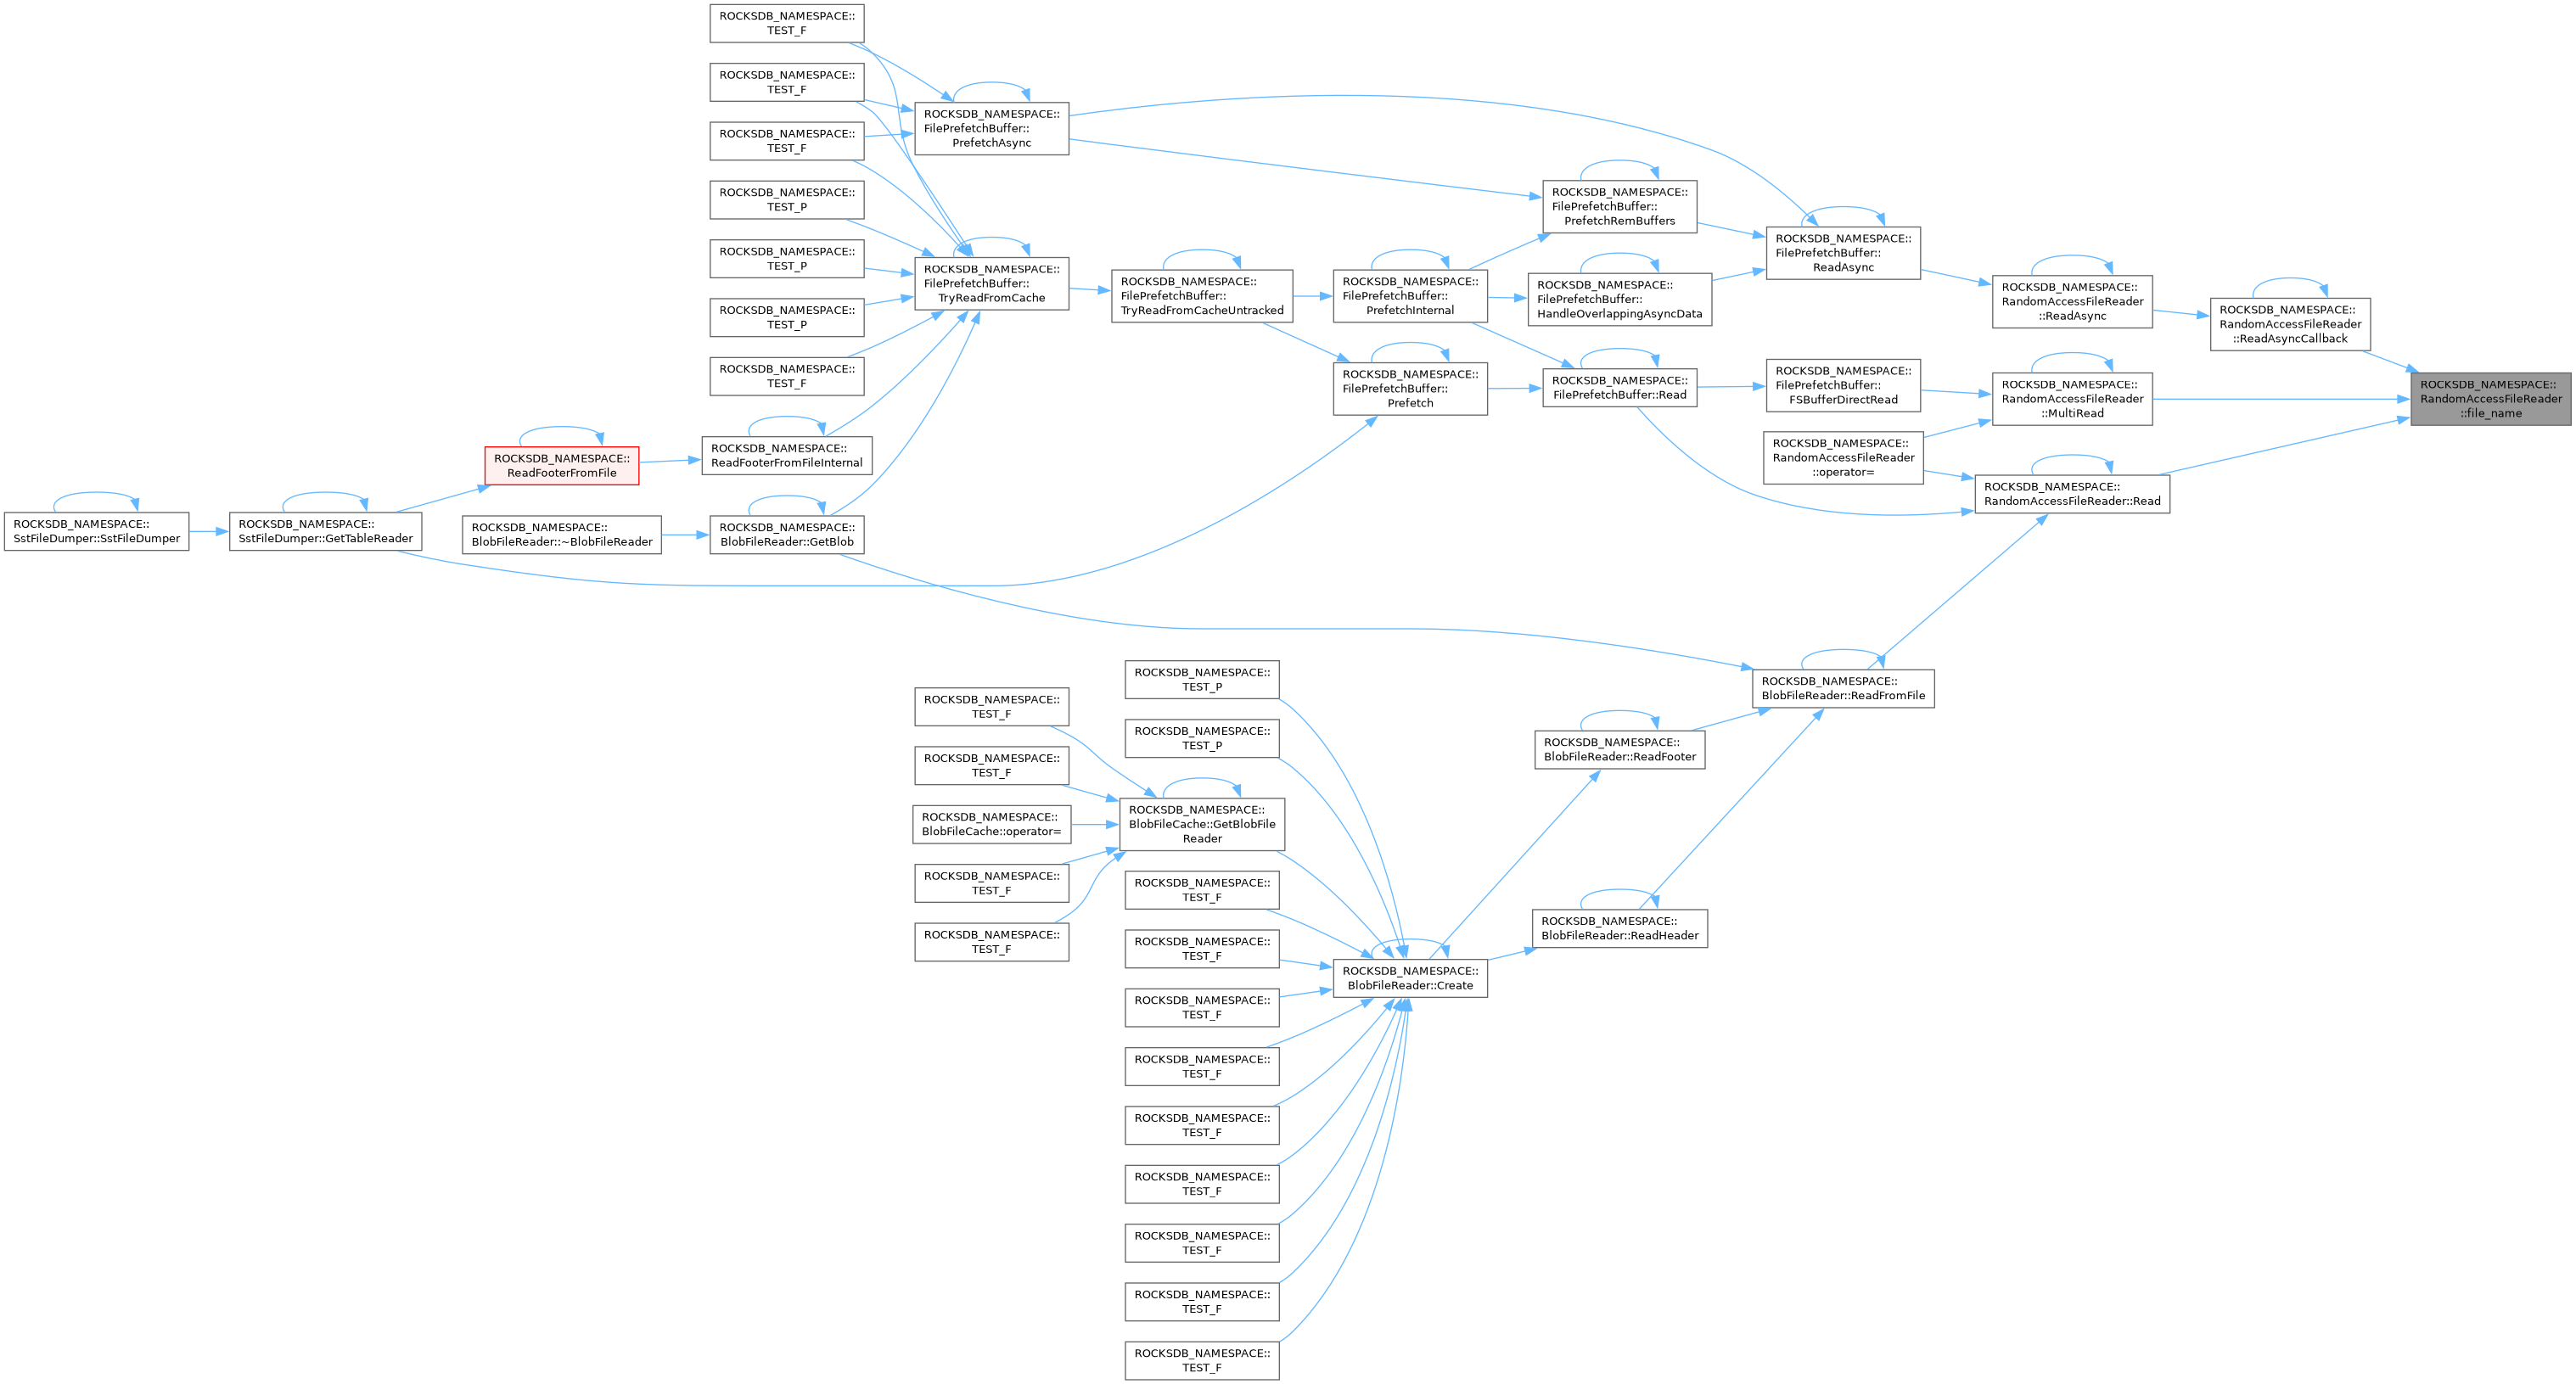 ROCKSDB_NAMESPACE::
TEST_F
ROCKSDB_NAMESPACE::
TEST_F
ROCKSDB_NAMESPACE::
TEST_F
ROCKSDB_NAMESPACE::
TEST_P
ROCKSDB_NAMESPACE::
TEST_P
ROCKSDB_NAMESPACE::
TEST_P
ROCKSDB_NAMESPACE::
TEST_F
ROCKSDB_NAMESPACE::
FilePrefetchBuffer::
PrefetchAsync
ROCKSDB_NAMESPACE::
FilePrefetchBuffer::
TryReadFromCache
ROCKSDB_NAMESPACE::
FilePrefetchBuffer::
TryReadFromCacheUntracked
ROCKSDB_NAMESPACE::
FilePrefetchBuffer::
PrefetchInternal
ROCKSDB_NAMESPACE::
FilePrefetchBuffer::
Prefetch
ROCKSDB_NAMESPACE::
FilePrefetchBuffer::
PrefetchRemBuffers
ROCKSDB_NAMESPACE::
FilePrefetchBuffer::
HandleOverlappingAsyncData
ROCKSDB_NAMESPACE::
FilePrefetchBuffer::Read
ROCKSDB_NAMESPACE::
FilePrefetchBuffer::
ReadAsync
ROCKSDB_NAMESPACE::
FilePrefetchBuffer::
FSBufferDirectRead
ROCKSDB_NAMESPACE::
RandomAccessFileReader
::operator=
ROCKSDB_NAMESPACE::
RandomAccessFileReader
::ReadAsync
ROCKSDB_NAMESPACE::
RandomAccessFileReader
::MultiRead
ROCKSDB_NAMESPACE::
RandomAccessFileReader::Read
ROCKSDB_NAMESPACE::
RandomAccessFileReader
::ReadAsyncCallback
ROCKSDB_NAMESPACE::
RandomAccessFileReader
::file_name
ROCKSDB_NAMESPACE::
ReadFooterFromFileInternal
ROCKSDB_NAMESPACE::
ReadFooterFromFile
ROCKSDB_NAMESPACE::
SstFileDumper::SstFileDumper
ROCKSDB_NAMESPACE::
SstFileDumper::GetTableReader
ROCKSDB_NAMESPACE::
BlobFileReader::~BlobFileReader
ROCKSDB_NAMESPACE::
BlobFileReader::GetBlob
ROCKSDB_NAMESPACE::
BlobFileReader::ReadFromFile
ROCKSDB_NAMESPACE::
BlobFileReader::ReadFooter
ROCKSDB_NAMESPACE::
BlobFileReader::ReadHeader
ROCKSDB_NAMESPACE::
BlobFileReader::Create
ROCKSDB_NAMESPACE::
TEST_P
ROCKSDB_NAMESPACE::
TEST_P
ROCKSDB_NAMESPACE::
BlobFileCache::GetBlobFile
Reader
ROCKSDB_NAMESPACE::
TEST_F
ROCKSDB_NAMESPACE::
TEST_F
ROCKSDB_NAMESPACE::
BlobFileCache::operator=
ROCKSDB_NAMESPACE::
TEST_F
ROCKSDB_NAMESPACE::
TEST_F
ROCKSDB_NAMESPACE::
TEST_F
ROCKSDB_NAMESPACE::
TEST_F
ROCKSDB_NAMESPACE::
TEST_F
ROCKSDB_NAMESPACE::
TEST_F
ROCKSDB_NAMESPACE::
TEST_F
ROCKSDB_NAMESPACE::
TEST_F
ROCKSDB_NAMESPACE::
TEST_F
ROCKSDB_NAMESPACE::
TEST_F
ROCKSDB_NAMESPACE::
TEST_F